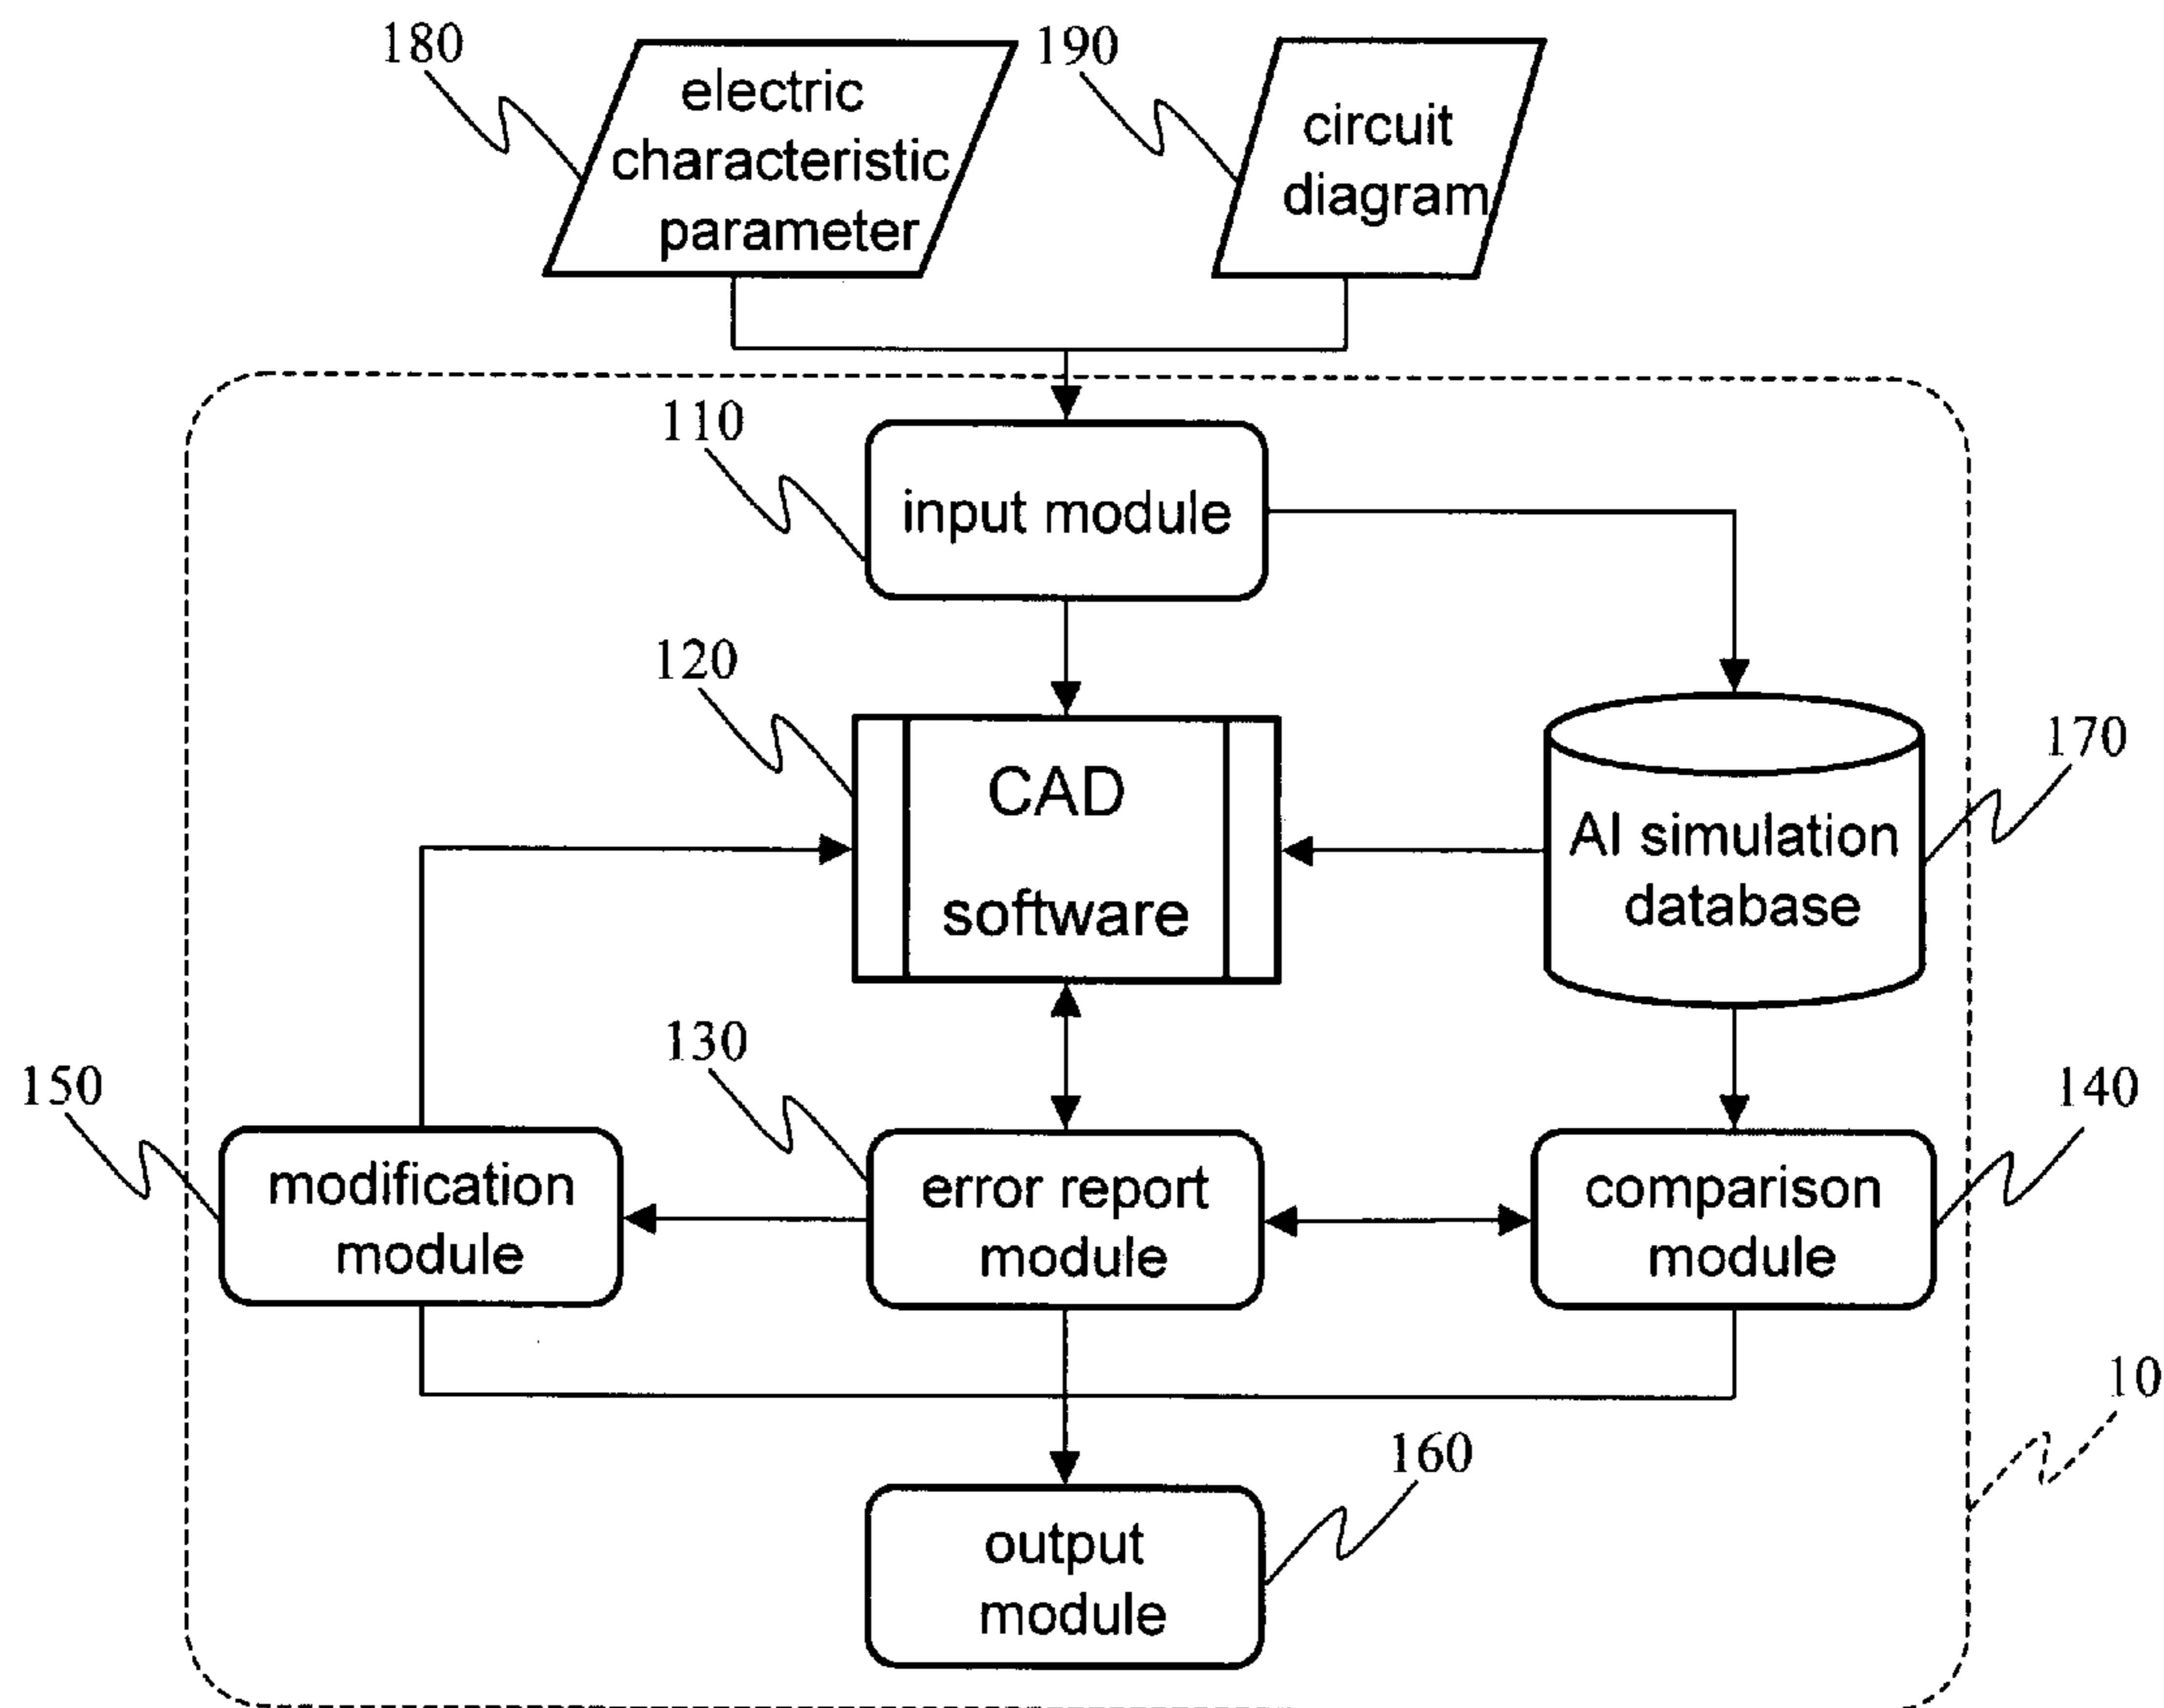 180
electric
characteristic
parameter
190
circuit
diagram
110
input module
120
CAD
software
170
AI simulation
database
130
error report
module
150
modification
module
140
comparison
module
10
160
output
module